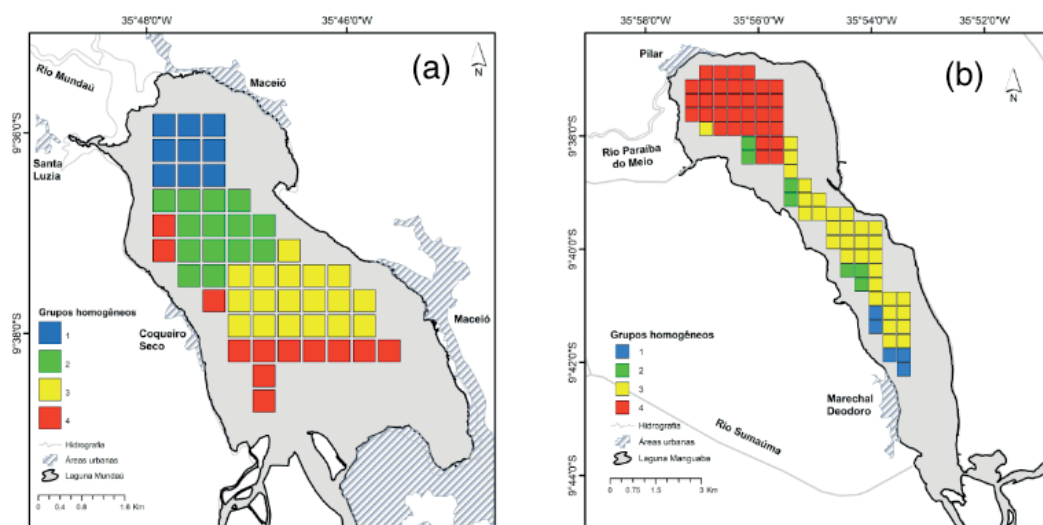 35°48'0"O
35°46'0"O
(a)
N
Rio Mundaú
Maceió
9°36'0"S
Santa
Luzia
9°38'0"S
Coqueiro
Seco
Maceió
Grupos homogêneos
1
2
3
4
Hidrografia
Áreas urbanas
Laguna Mundaú
0 0.4 0.8 1.6 Km
35°58'0"O
35°56'0"O
35°54'0"O
35°52'0"O
(b)
N
Pilar
9°38'0"S
Rio Paraíba
do Meio
9°40'0"S
9°42'0"S
9°44'0"S
Grupos homogêneos
1
2
3
4
Hidrografia
Áreas urbanas
Laguna Manguaba
0 0.75 1.5 3 Km
Marechal
Deodoro
Rio Sumaúma